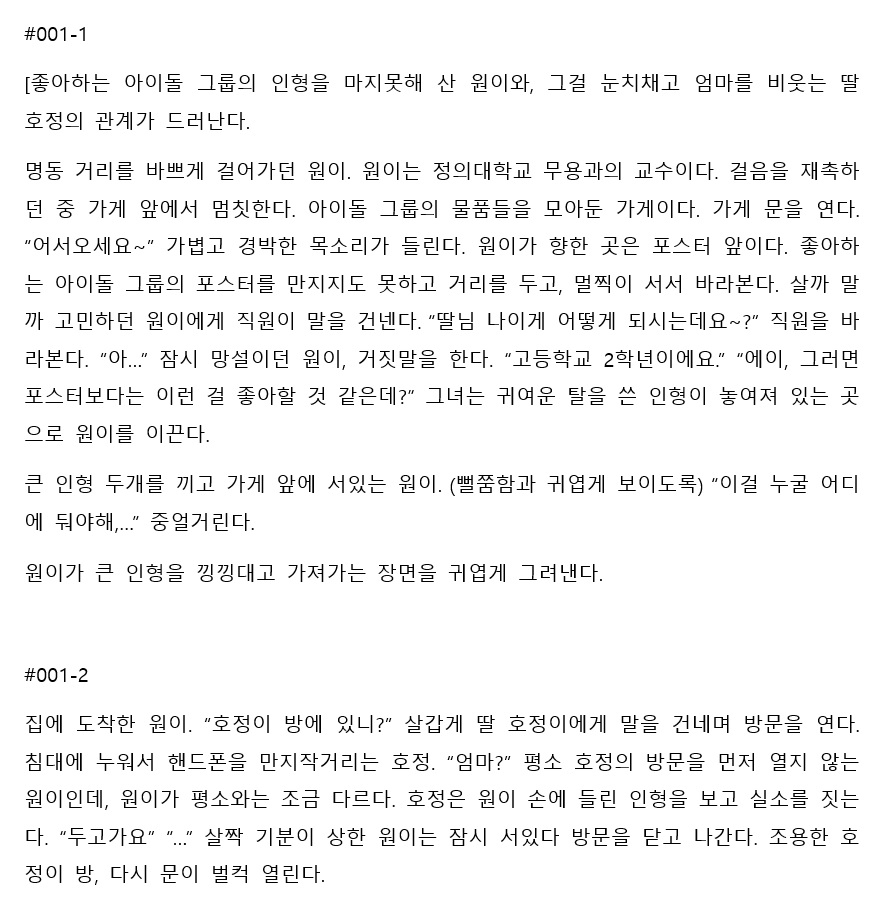 #001-1
[좋아하는 아이돌 그룹의 인형을 마지못해 산 원이와, 그걸 눈치채고 엄마를 비웃는 딸
호정의 관계가 드러난다.
명동 거리를 바쁘게 걸어가던 원이. 원이는 정의대학교 무용과의 교수이다. 걸음을 재촉하
던 중 가게 앞에서 멈칫한다. 아이돌 그룹의 물품들을 모아둔 가게이다. 가게 문을 연다.
“어서오세요~” 가볍고 경박한 목소리가 들린다. 원이가 향한 곳은 포스터 앞이다. 좋아하
는 아이돌 그룹의 포스터를 만지지도 못하고 거리를 두고, 멀찍이 서서 바라본다. 살까 말
까 고민하던 원이에게 직원이 말을 건넨다. “딸님 나이게 어떻게 되시는데요~?” 직원을 바
라본다. “아…” 잠시 망설이던 원이, 거짓말을 한다. “고등학교 2학년이에요.” “에이, 그러면
포스터보다는 이런 걸 좋아할 것 같은데?” 그녀는 귀여운 탈을 쓴 인형이 놓여져 있는 곳
으로 원이를 이끈다.
큰 인형 두개를 끼고 가게 앞에 서있는 원이. (뻘쭘함과 귀엽게 보이도록) “이걸 누굴 어디
에 둬야해,…” 중얼거린다.
원이가 큰 인형을 낑낑대고 가져가는 장면을 귀엽게 그려낸다.
#001-2
집에 도착한 원이. “호정이 방에 있니?” 살갑게 딸 호정이에게 말을 건네며 방문을 연다.
침대에 누워서 핸드폰을 만지작거리는 호정. “엄마?” 평소 호정의 방문을 먼저 열지 않는
원이인데, 원이가 평소와는 조금 다르다. 호정은 원이 손에 들린 인형을 보고 실소를 짓는
다. “두고가요” “…” 살짝 기분이 상한 원이는 잠시 서있다 방문을 닫고 나간다. 조용한 호
정이 방, 다시 문이 벌컥 열린다.